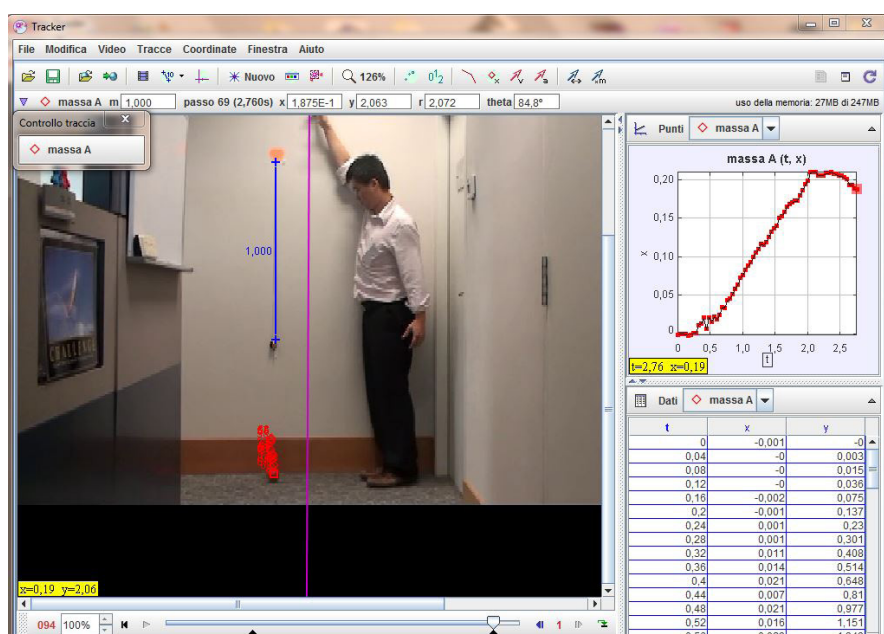 Tracker
File Modifica Video Tracce Coordinate Finestra Aiuto
Nuovo 126%
massa A m 1,000 passo 69 (2,760s) x 1,875E-1 y 2,063 r 2,072 theta 84,8° uso della memoria: 27MB di 247MB
Controllo traccia x
massa A
1,000
CHALLENGE
x=0,19 y=2,06
094 100% 1
Punti massa A
massa A (t, x)
0,20
0,15
x 0,10
0,05
0
0 0,5 1,0 1,5 2,0 2,5
t
t=2,76 x=0,19
Dati massa A
t x y
0 -0,001 -0
0,04 -0 0,003
0,08 -0 0,015
0,12 -0 0,036
0,16 -0,002 0,075
0,2 -0,001 0,137
0,24 0,001 0,23
0,28 0,001 0,301
0,32 0,011 0,408
0,36 0,014 0,514
0,4 0,021 0,648
0,44 0,007 0,81
0,48 0,021 0,977
0,52 0,016 1,151